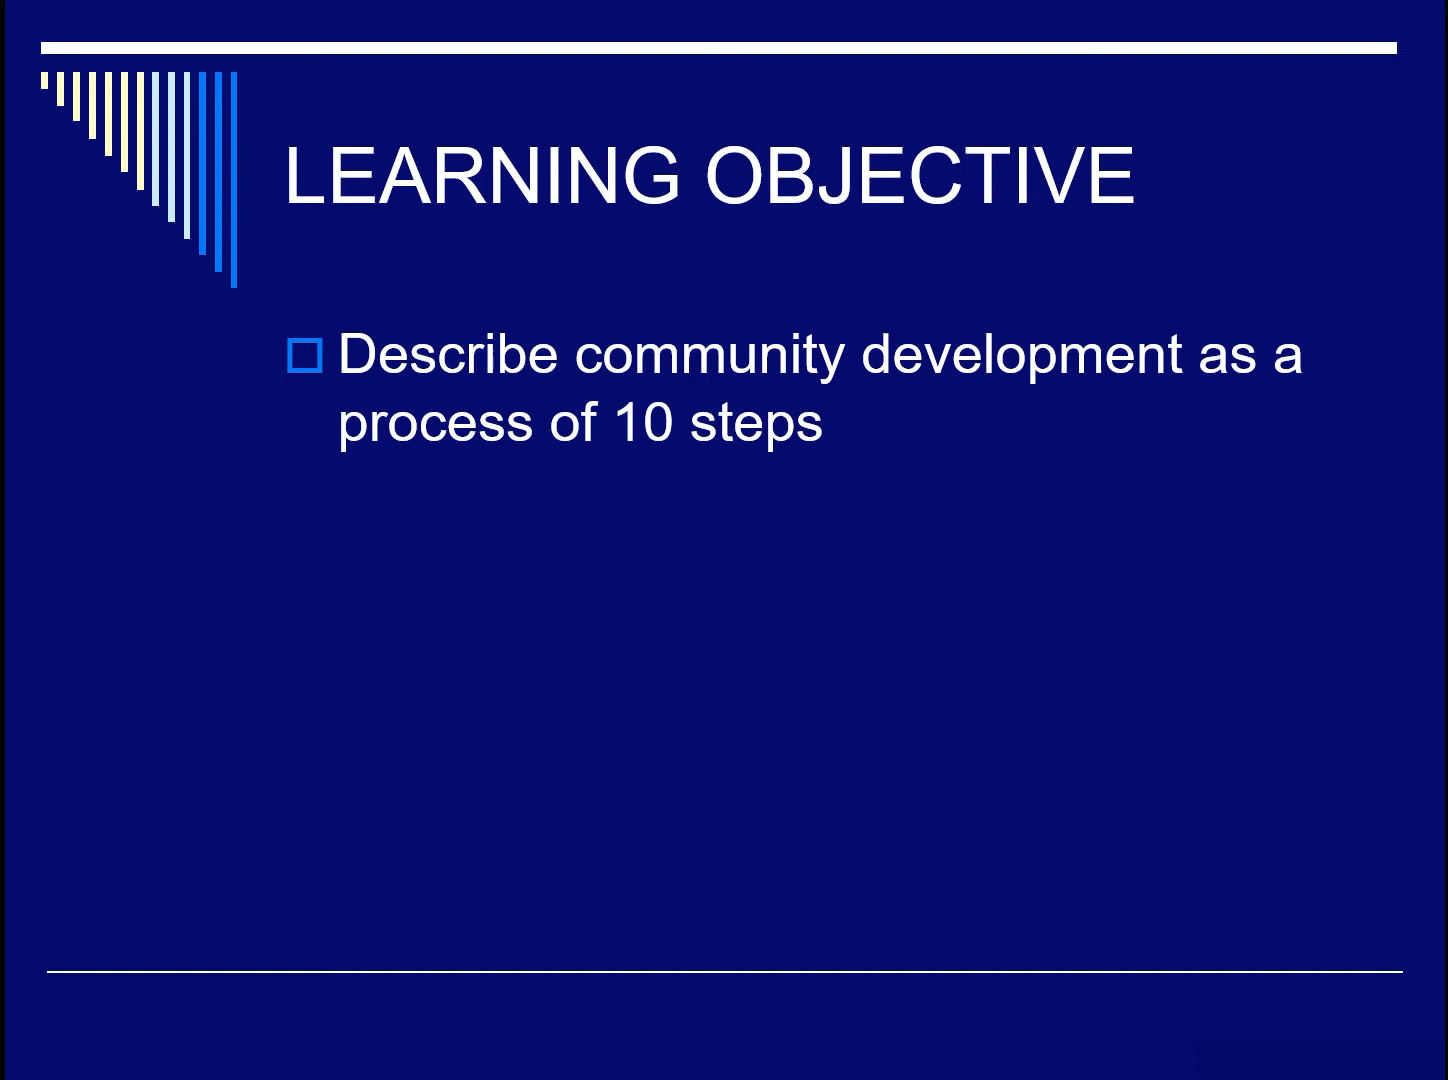 LEARNING OBJECTIVE
Describe community development as a
process of 10 steps